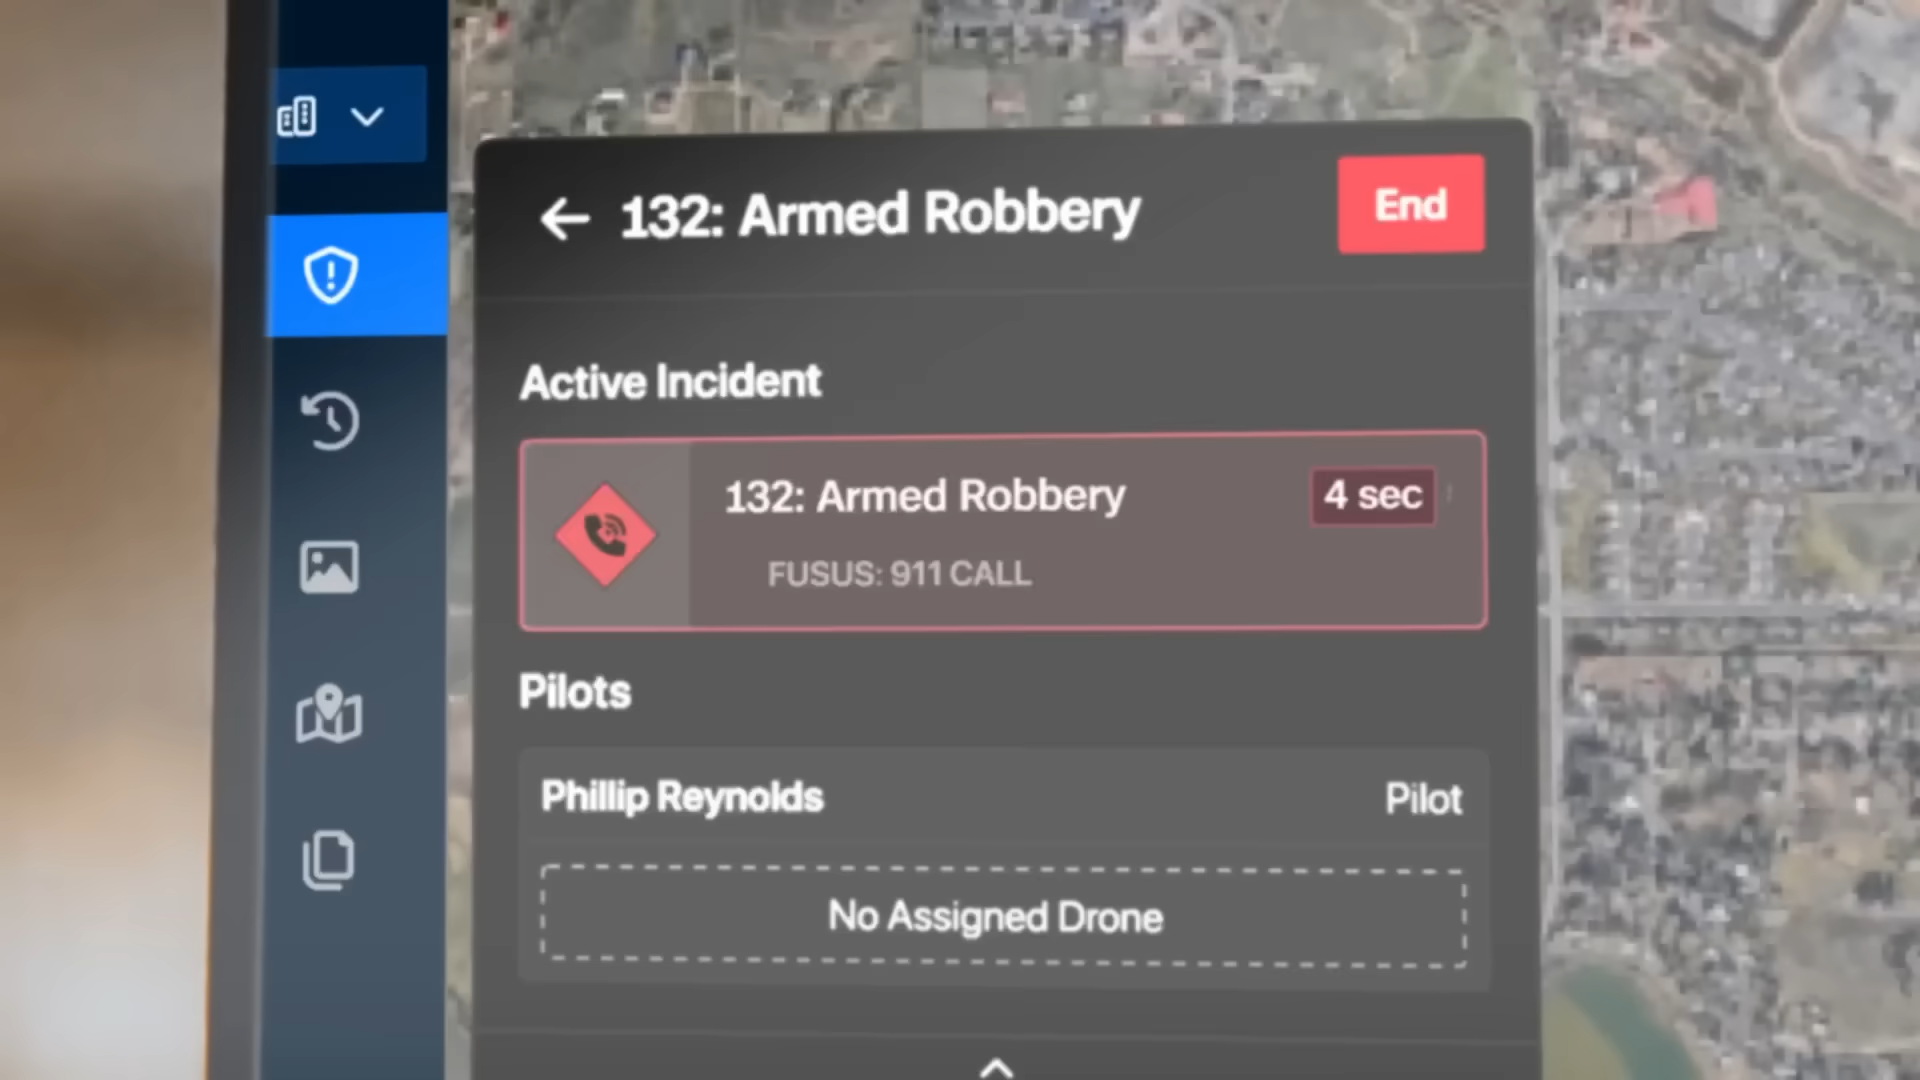 132: Armed Robbery
End
Active Incident
132: Armed Robbery
4 sec
FUSUS: 911 CALL
Pilots
Phillip Reynolds
Pilot
No Assigned Drone